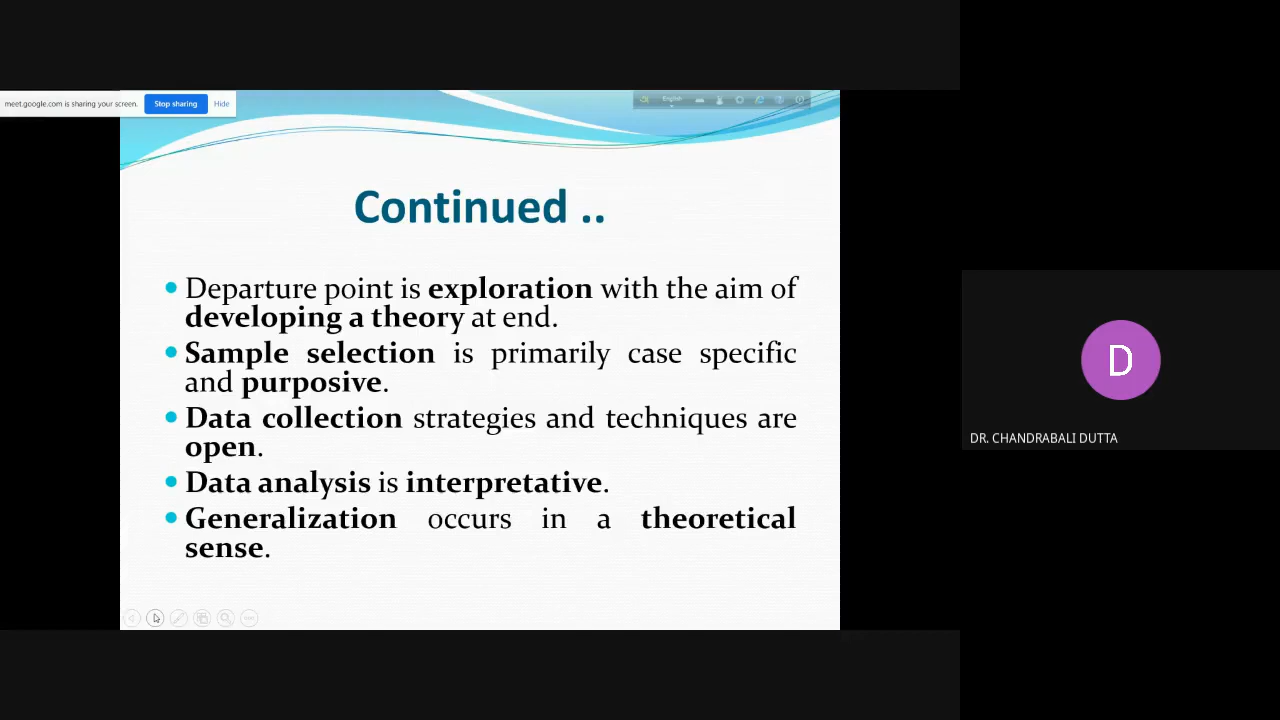 meet.google.com is sharing your screen. Stop sharing Hide
English
Continued ..
• Departure point is exploration with the aim of
developing a theory at end.
• Sample selection is primarily case specific
and purposive.
• Data collection strategies and techniques are
open.
• Data analysis is interpretative.
• Generalization occurs in a theoretical
sense.
D
DR. CHANDRABALI DUTTA